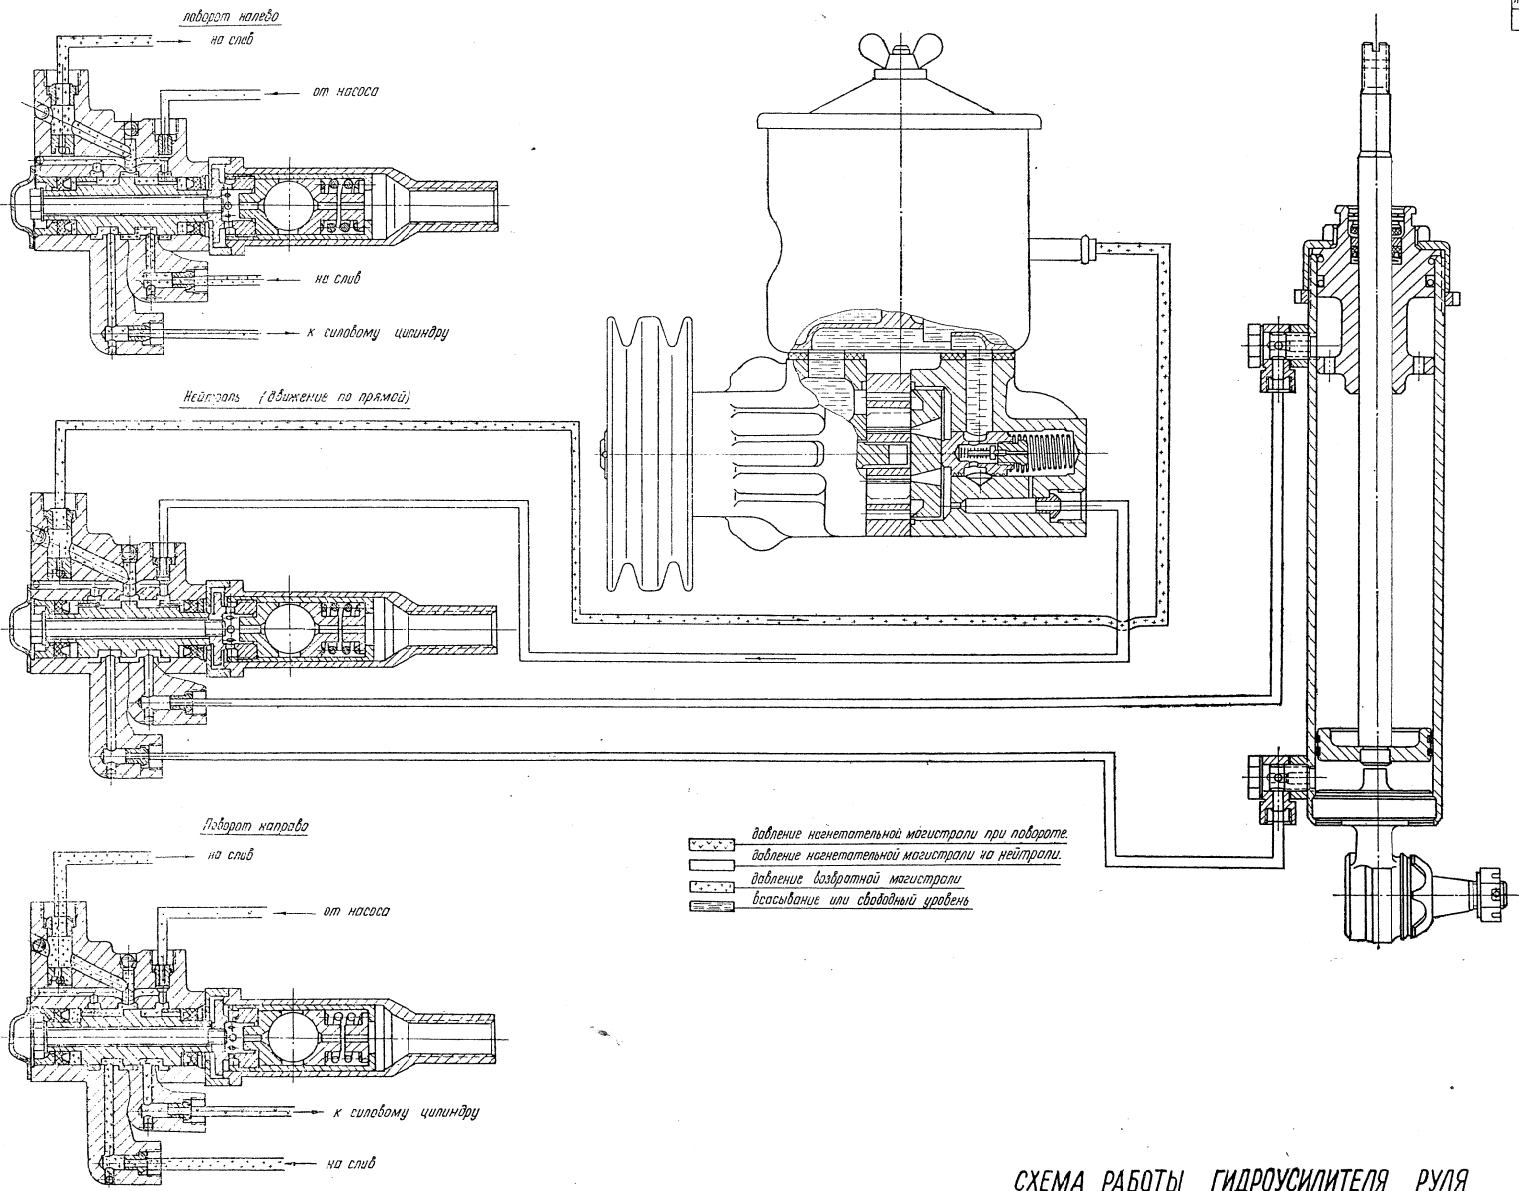 поворот налево
на слив
от насоса
на слив
к силовому цилиндру
Нейтраль (движение по прямой)
Поворот направо
на слив
от насоса
к силовому цилиндру
на слив
давление нагнетательной магистрали при повороте.
давление нагнетательной магистрали на нейтрали.
давление возвратной магистрали
всасывание или свободный уровень
СХЕМА РАБОТЫ ГИДРОУСИЛИТЕЛЯ РУЛЯ